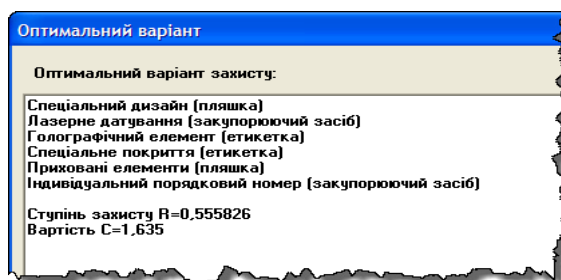 Оптимальний варіант
Оптимальний варіант захисту:
Спеціальний дизайн (пляшка)
Лазерне датування (закупорюючий засіб)
Голографічний елемент (етикетка)
Спеціальне покриття (етикетка)
Приховані елементи (пляшка)
Індивідуальний порядковий номер (закупорюючий засіб)
Ступінь захисту R=0,555826
Вартість C=1,635